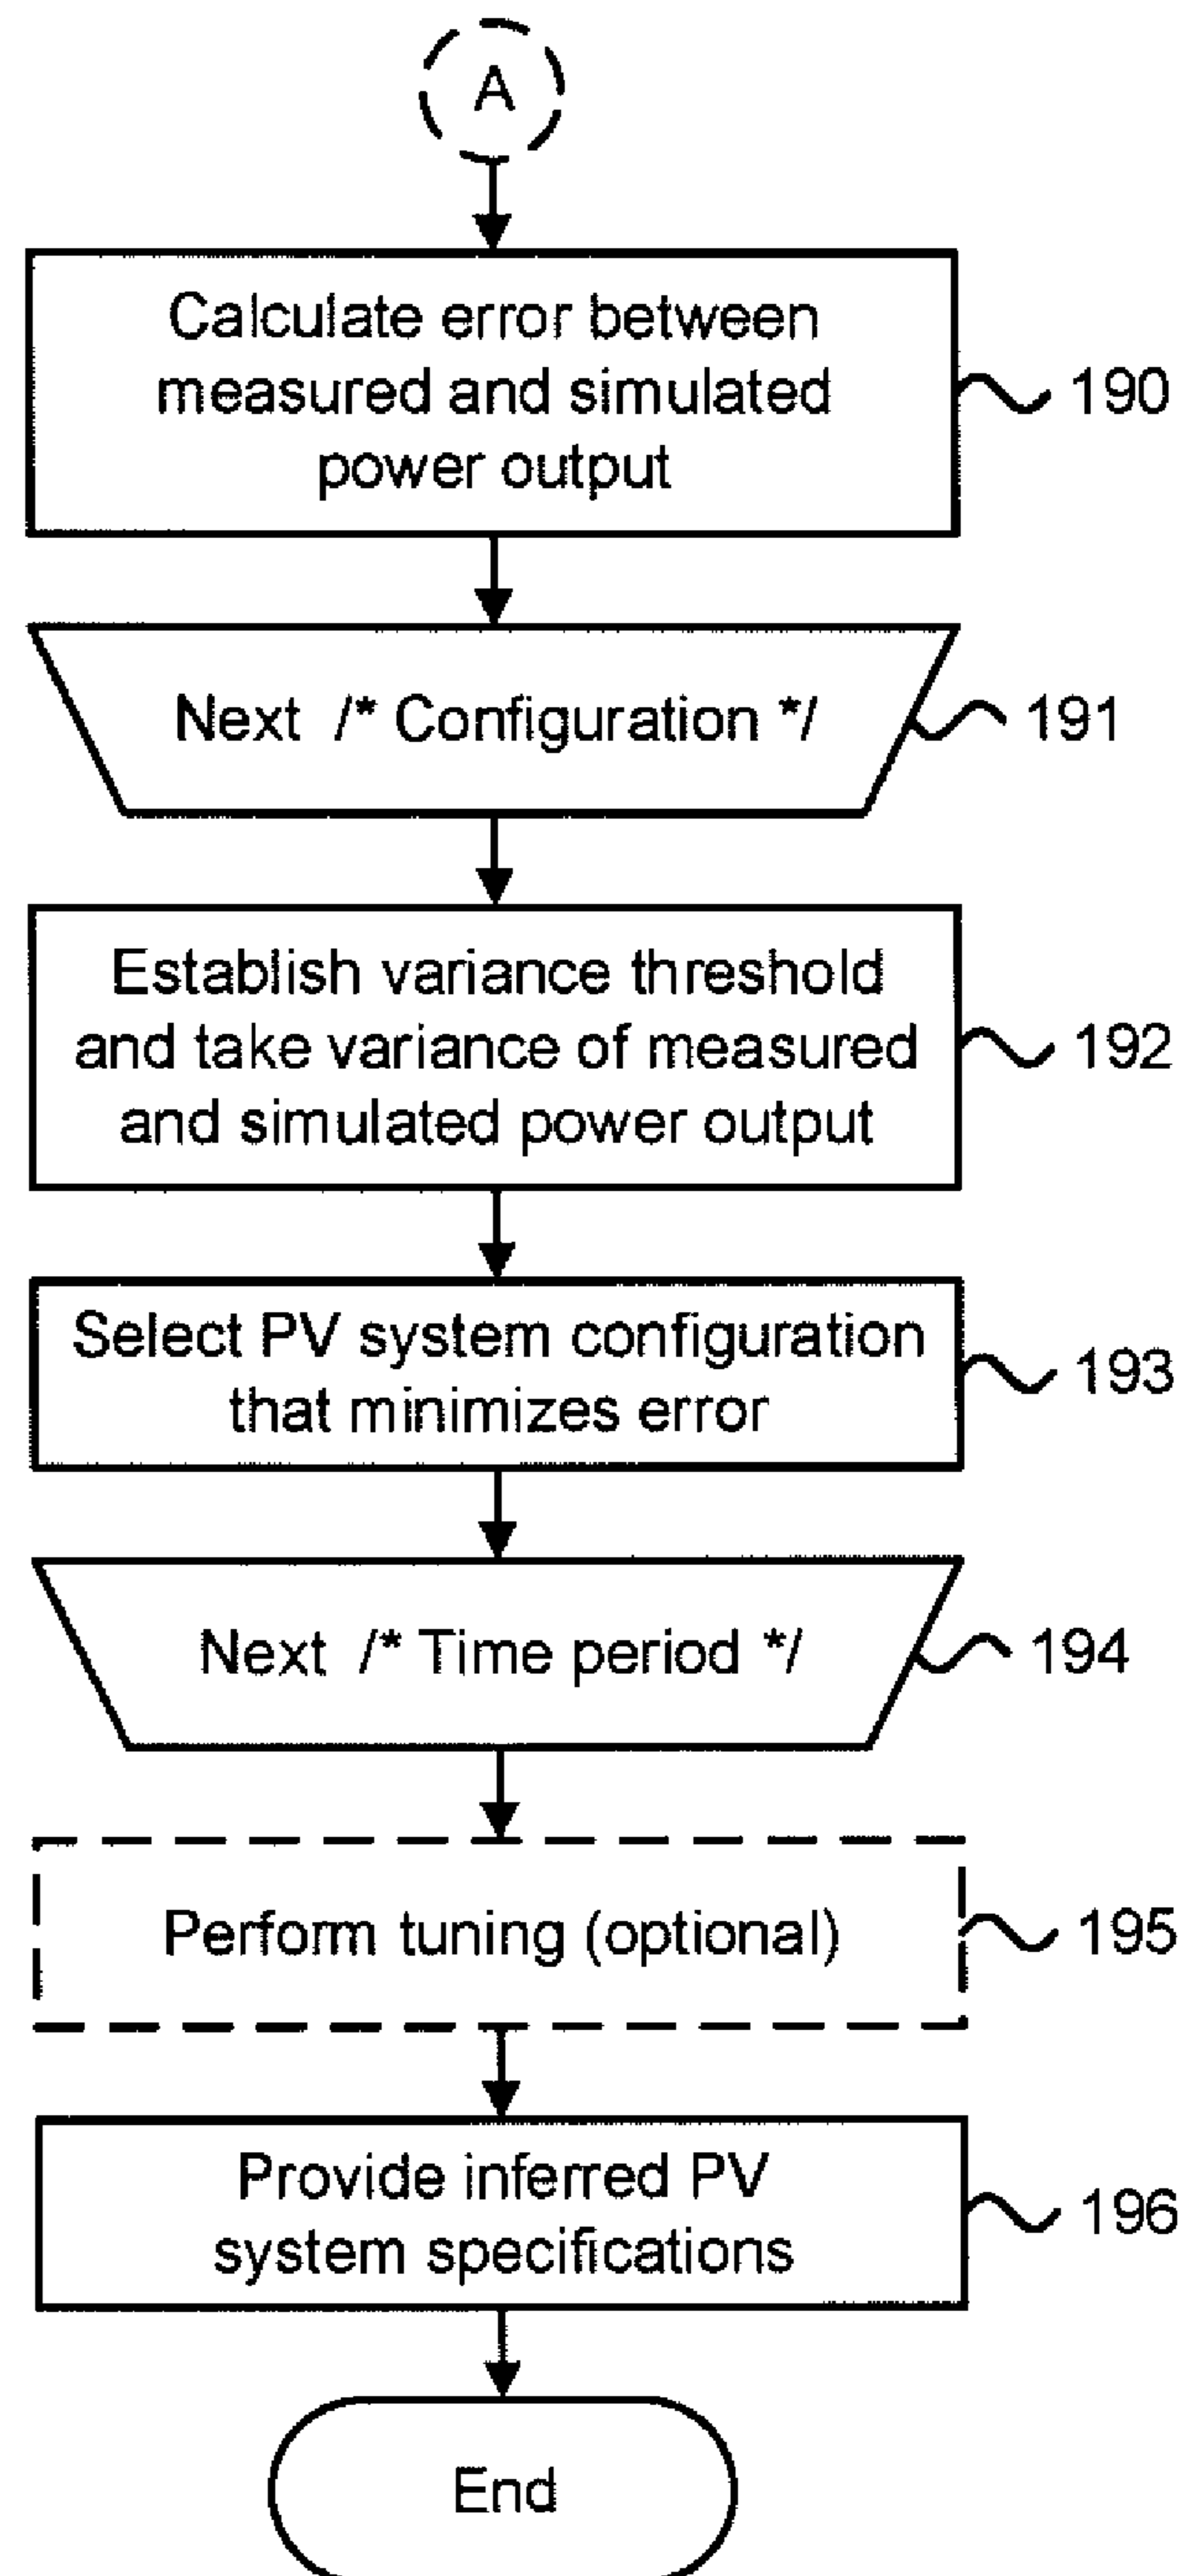 A
Calculate error between
measured and simulated
power output
190
Next /* Configuration */
191
Establish variance threshold
and take variance of measured
and simulated power output
192
Select PV system configuration
that minimizes error
193
Next /* Time period */
194
Perform tuning (optional)
195
Provide inferred PV
system specifications
196
End